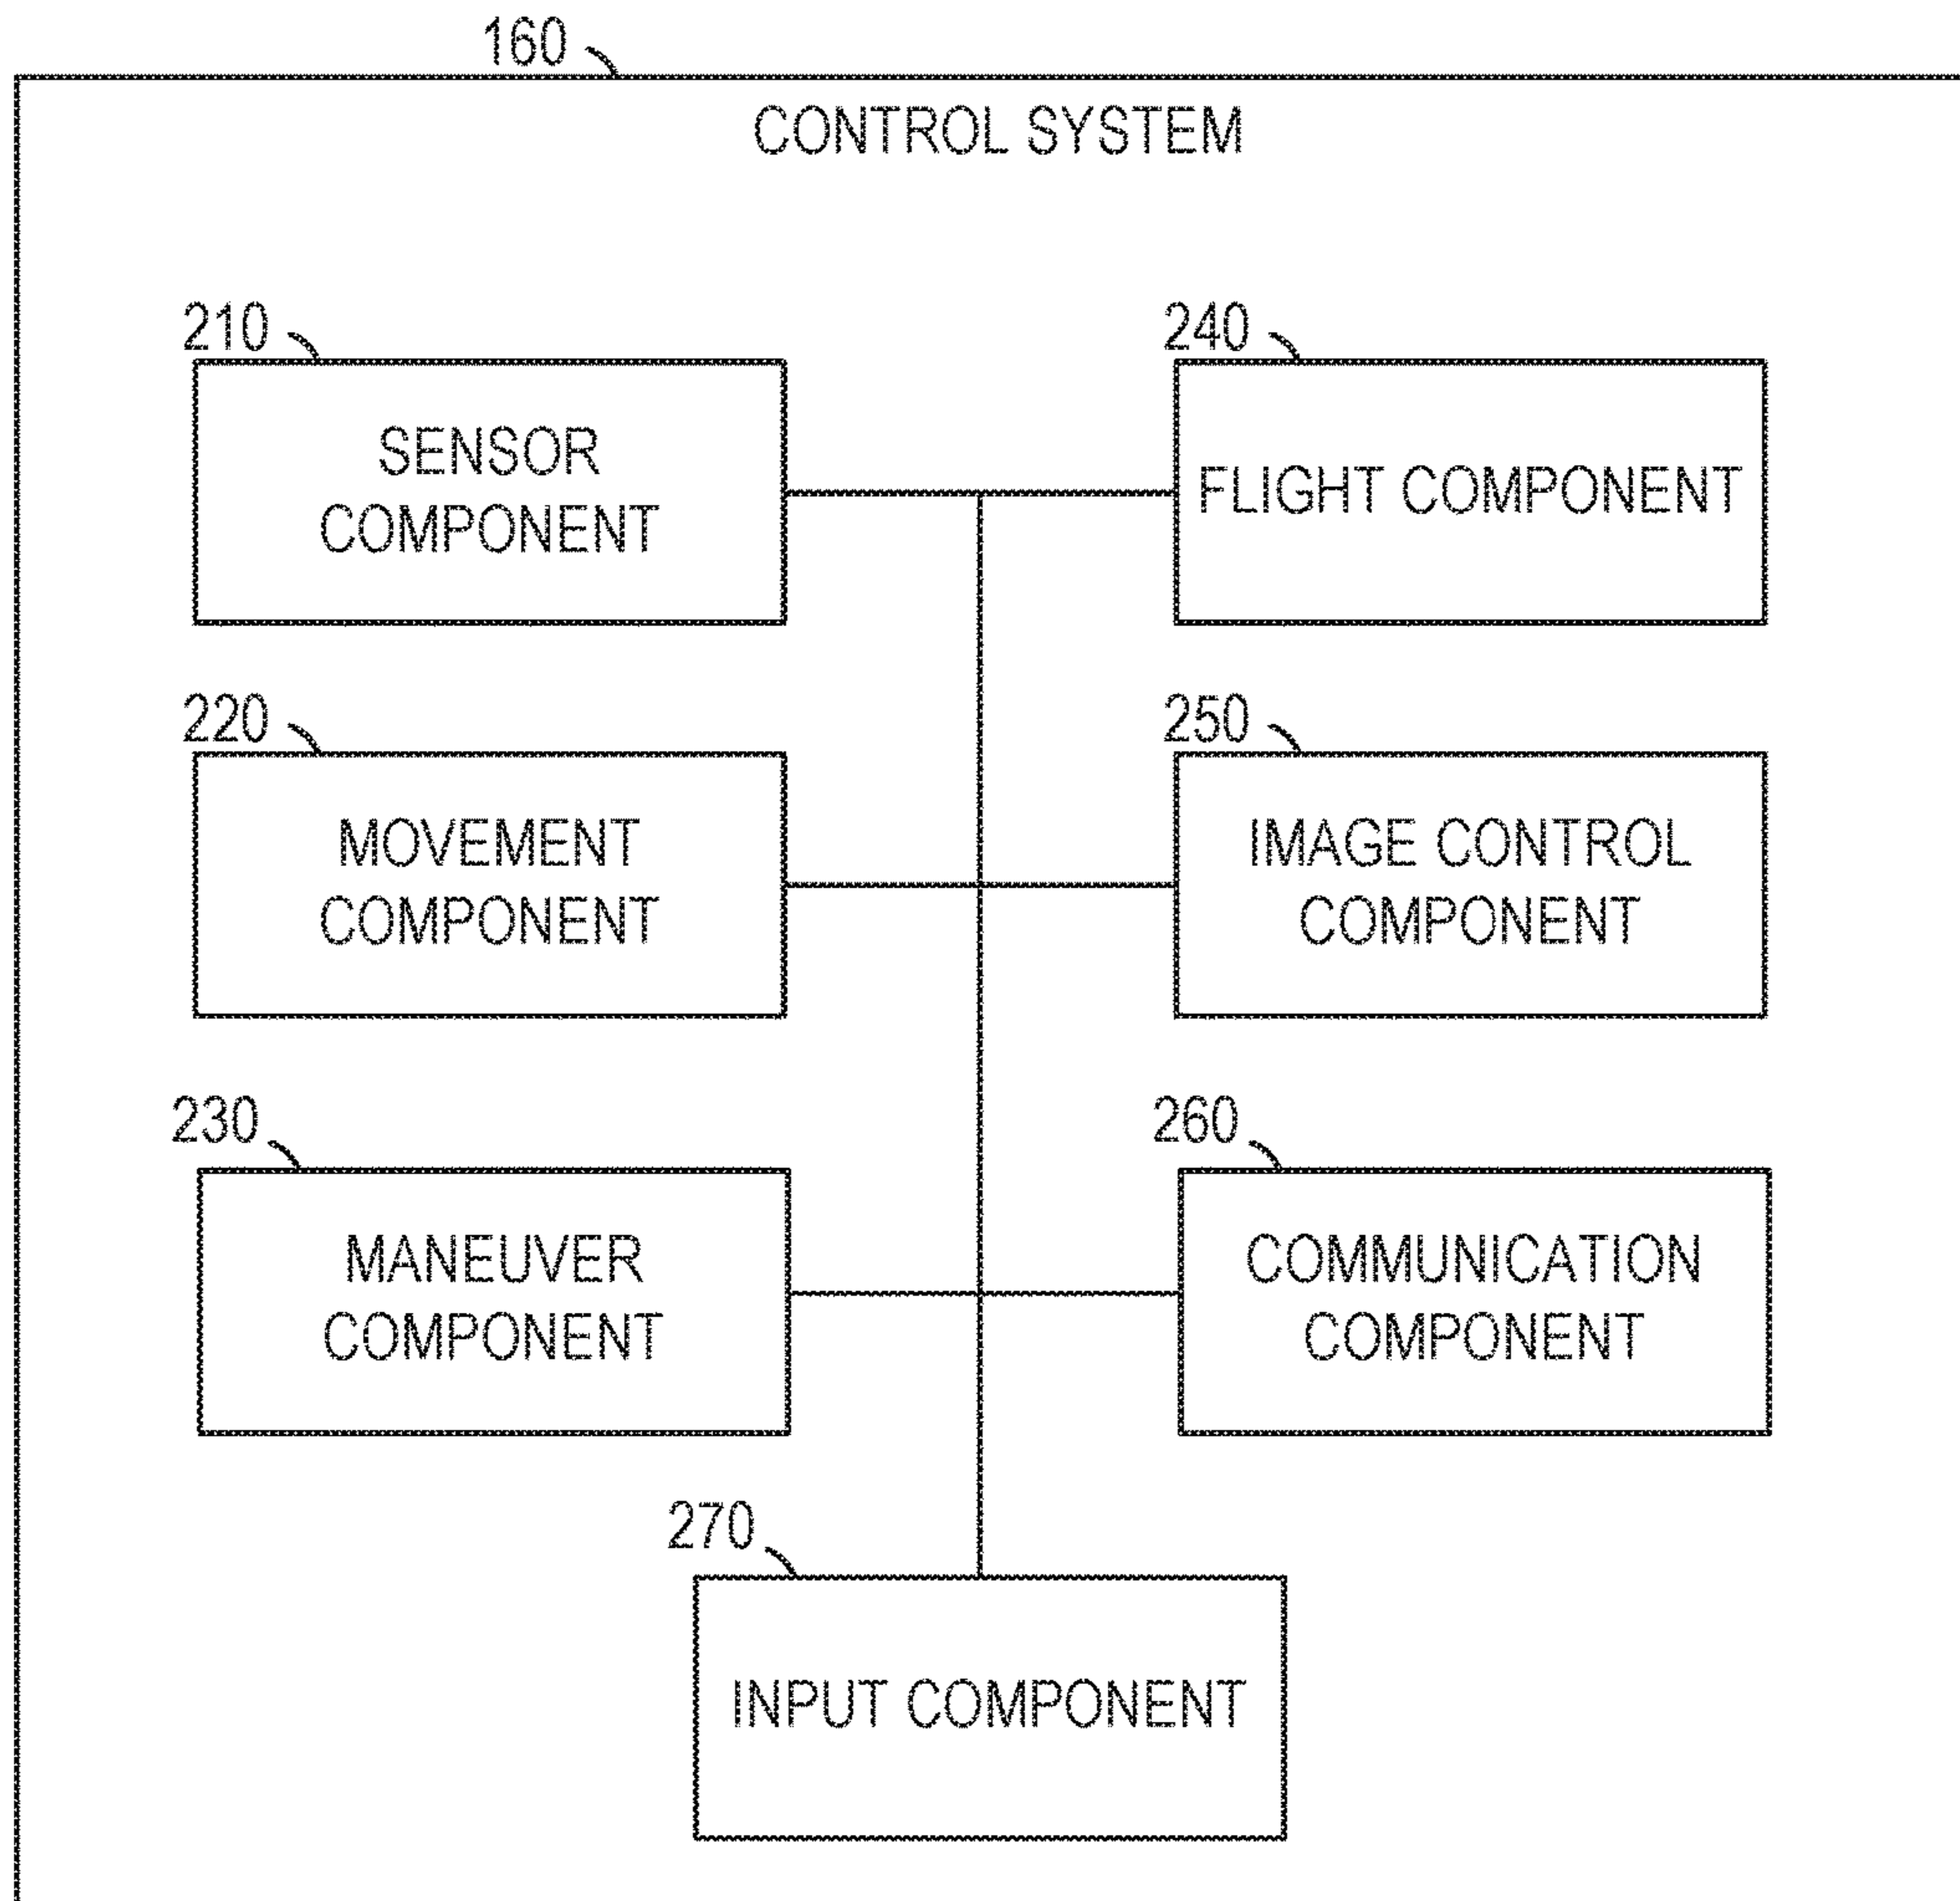 160
CONTROL SYSTEM
210
SENSOR
COMPONENT
240
FLIGHT COMPONENT
220
MOVEMENT
COMPONENT
250
IMAGE CONTROL
COMPONENT
230
MANEUVER
COMPONENT
260
COMMUNICATION
COMPONENT
270
INPUT COMPONENT